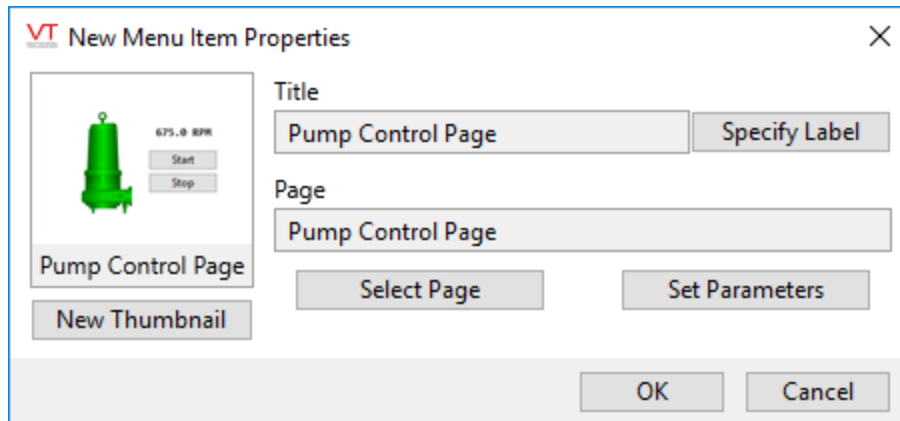 VT New Menu Item Properties
Title
Pump Control Page
Specify Label
675.0 RPM
Start
Stop
Page
Pump Control Page
Pump Control Page
Select Page
Set Parameters
New Thumbnail
OK
Cancel